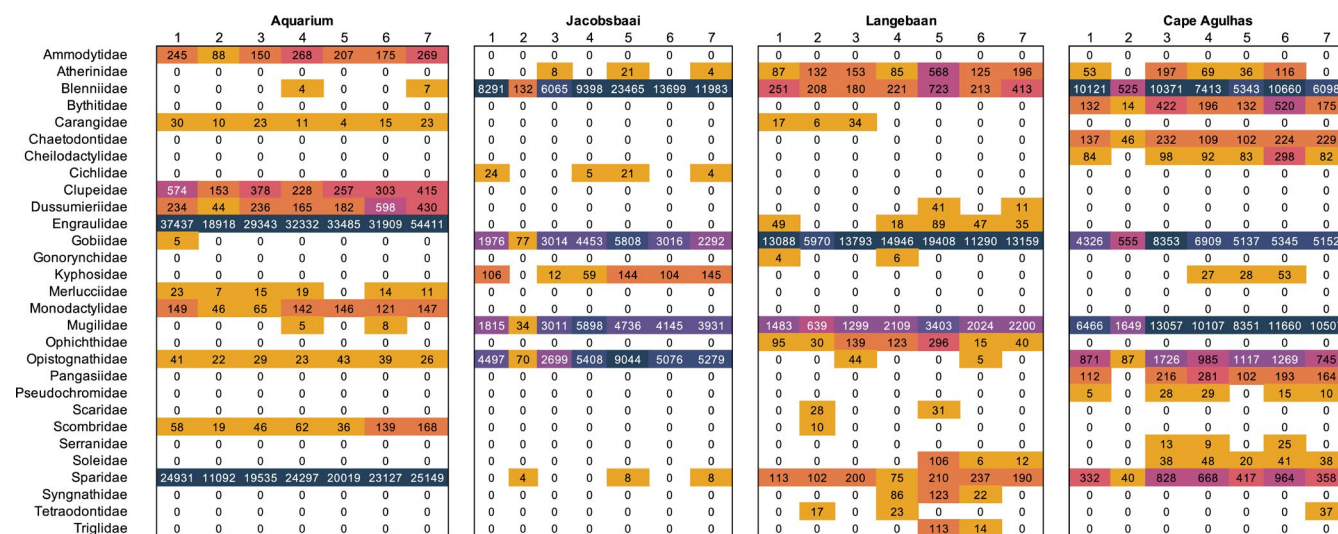 Aquarium Jacobsbaai Langebaan Cape Agulhas
1 2 3 4 5 6 7 1 2 3 4 5 6 7 1 2 3 4 5 6 7 1 2 3 4 5 6 7
Ammodytidae 245 88 150 268 207 175 269 0 0 0 0 0 0 0 0 0 0 0 0 0 0 0 0 0 0 0 0 0
Atherinidae 0 0 0 0 0 0 0 0 0 8 0 21 0 4 87 132 153 85 568 125 196 53 0 197 69 36 116 0
Blenniidae 0 0 0 4 0 0 7 8291 132 6065 9398 23465 13699 11983 251 208 180 221 723 213 413 10121 525 10371 7413 5343 10660 6098
Bythitidae 0 0 0 0 0 0 0 0 0 0 0 0 0 0 0 0 0 0 0 0 0 132 14 422 196 132 520 175
Carangidae 30 10 23 11 4 15 23 0 0 0 0 0 0 0 17 6 34 0 0 0 0 0 0 0 0 0 0 0
Chaetodontidae 0 0 0 0 0 0 0 0 0 0 0 0 0 0 0 0 0 0 0 0 0 137 46 232 109 102 224 229
Cheilodactylidae 0 0 0 0 0 0 0 0 0 0 0 0 0 0 0 0 0 0 0 0 0 84 0 98 92 83 298 82
Cichlidae 0 0 0 0 0 0 0 24 0 0 5 21 0 4 0 0 0 0 0 0 0 0 0 0 0 0 0 0
Clupeidae 574 153 378 228 257 303 415 0 0 0 0 0 0 0 0 0 0 0 0 0 0 0 0 0 0 0 0 0
Dussumieriidae 234 44 236 165 182 598 430 0 0 0 0 0 0 0 0 0 0 0 41 0 11 0 0 0 0 0 0 0
Engraulidae 37437 18918 29343 32332 33485 31909 54411 0 0 0 0 0 0 0 49 0 0 18 89 47 35 0 0 0 0 0 0 0
Gobiidae 5 0 0 0 0 0 0 1976 77 3014 4453 5808 3016 2292 13088 5970 13793 14946 19408 11290 13159 4326 555 8353 6909 5137 5345 5152
Gonorynchidae 0 0 0 0 0 0 0 0 0 0 0 0 0 0 4 0 0 6 0 0 0 0 0 0 0 0 0 0
Kyphosidae 0 0 0 0 0 0 0 106 0 12 59 144 104 145 0 0 0 0 0 0 0 0 0 0 27 28 53 0
Merlucciidae 23 7 15 19 0 14 11 0 0 0 0 0 0 0 0 0 0 0 0 0 0 0 0 0 0 0 0 0
Monodactylidae 149 46 65 142 146 121 147 0 0 0 0 0 0 0 0 0 0 0 0 0 0 0 0 0 0 0 0 0
Mugilidae 0 0 0 5 0 8 0 1815 34 3011 5898 4736 4145 3931 1483 639 1299 2109 3403 2024 2200 6466 1649 13057 10107 8351 11660 10507
Ophichthidae 0 0 0 0 0 0 0 0 0 0 0 0 0 0 95 30 139 123 296 15 40 0 0 0 0 0 0 0
Opistognathidae 41 22 29 23 43 39 26 4497 70 2699 5408 9044 5076 5279 0 0 44 0 0 5 0 871 87 1726 985 1117 1269 745
Pangasiidae 0 0 0 0 0 0 0 0 0 0 0 0 0 0 0 0 0 0 0 0 0 112 0 216 281 102 193 164
Pseudochromidae 0 0 0 0 0 0 0 0 0 0 0 0 0 0 0 0 0 0 0 0 0 5 0 28 29 0 15 10
Scaridae 0 0 0 0 0 0 0 0 0 0 0 0 0 0 0 28 0 0 31 0 0 0 0 0 0 0 0 0
Scombridae 58 19 46 62 36 139 168 0 0 0 0 0 0 0 0 10 0 0 0 0 0 0 0 0 0 0 0 0
Serranidae 0 0 0 0 0 0 0 0 0 0 0 0 0 0 0 0 0 0 0 0 0 0 0 13 9 0 25 0
Soleidae 0 0 0 0 0 0 0 0 0 0 0 0 0 0 0 0 0 0 106 6 12 0 0 38 48 20 41 38
Sparidae 24931 11092 19535 24297 20019 23127 25149 0 4 0 0 8 0 8 113 102 200 75 210 237 190 332 40 828 668 417 964 358
Syngnathidae 0 0 0 0 0 0 0 0 0 0 0 0 0 0 0 0 0 86 123 22 0 0 0 0 0 0 0 0
Tetraodontidae 0 0 0 0 0 0 0 0 0 0 0 0 0 0 0 17 0 23 0 0 0 0 0 0 0 0 0 37
Triglidae 0 0 0 0 0 0 0 0 0 0 0 0 0 0 0 0 0 0 113 14 0 0 0 0 0 0 0 0